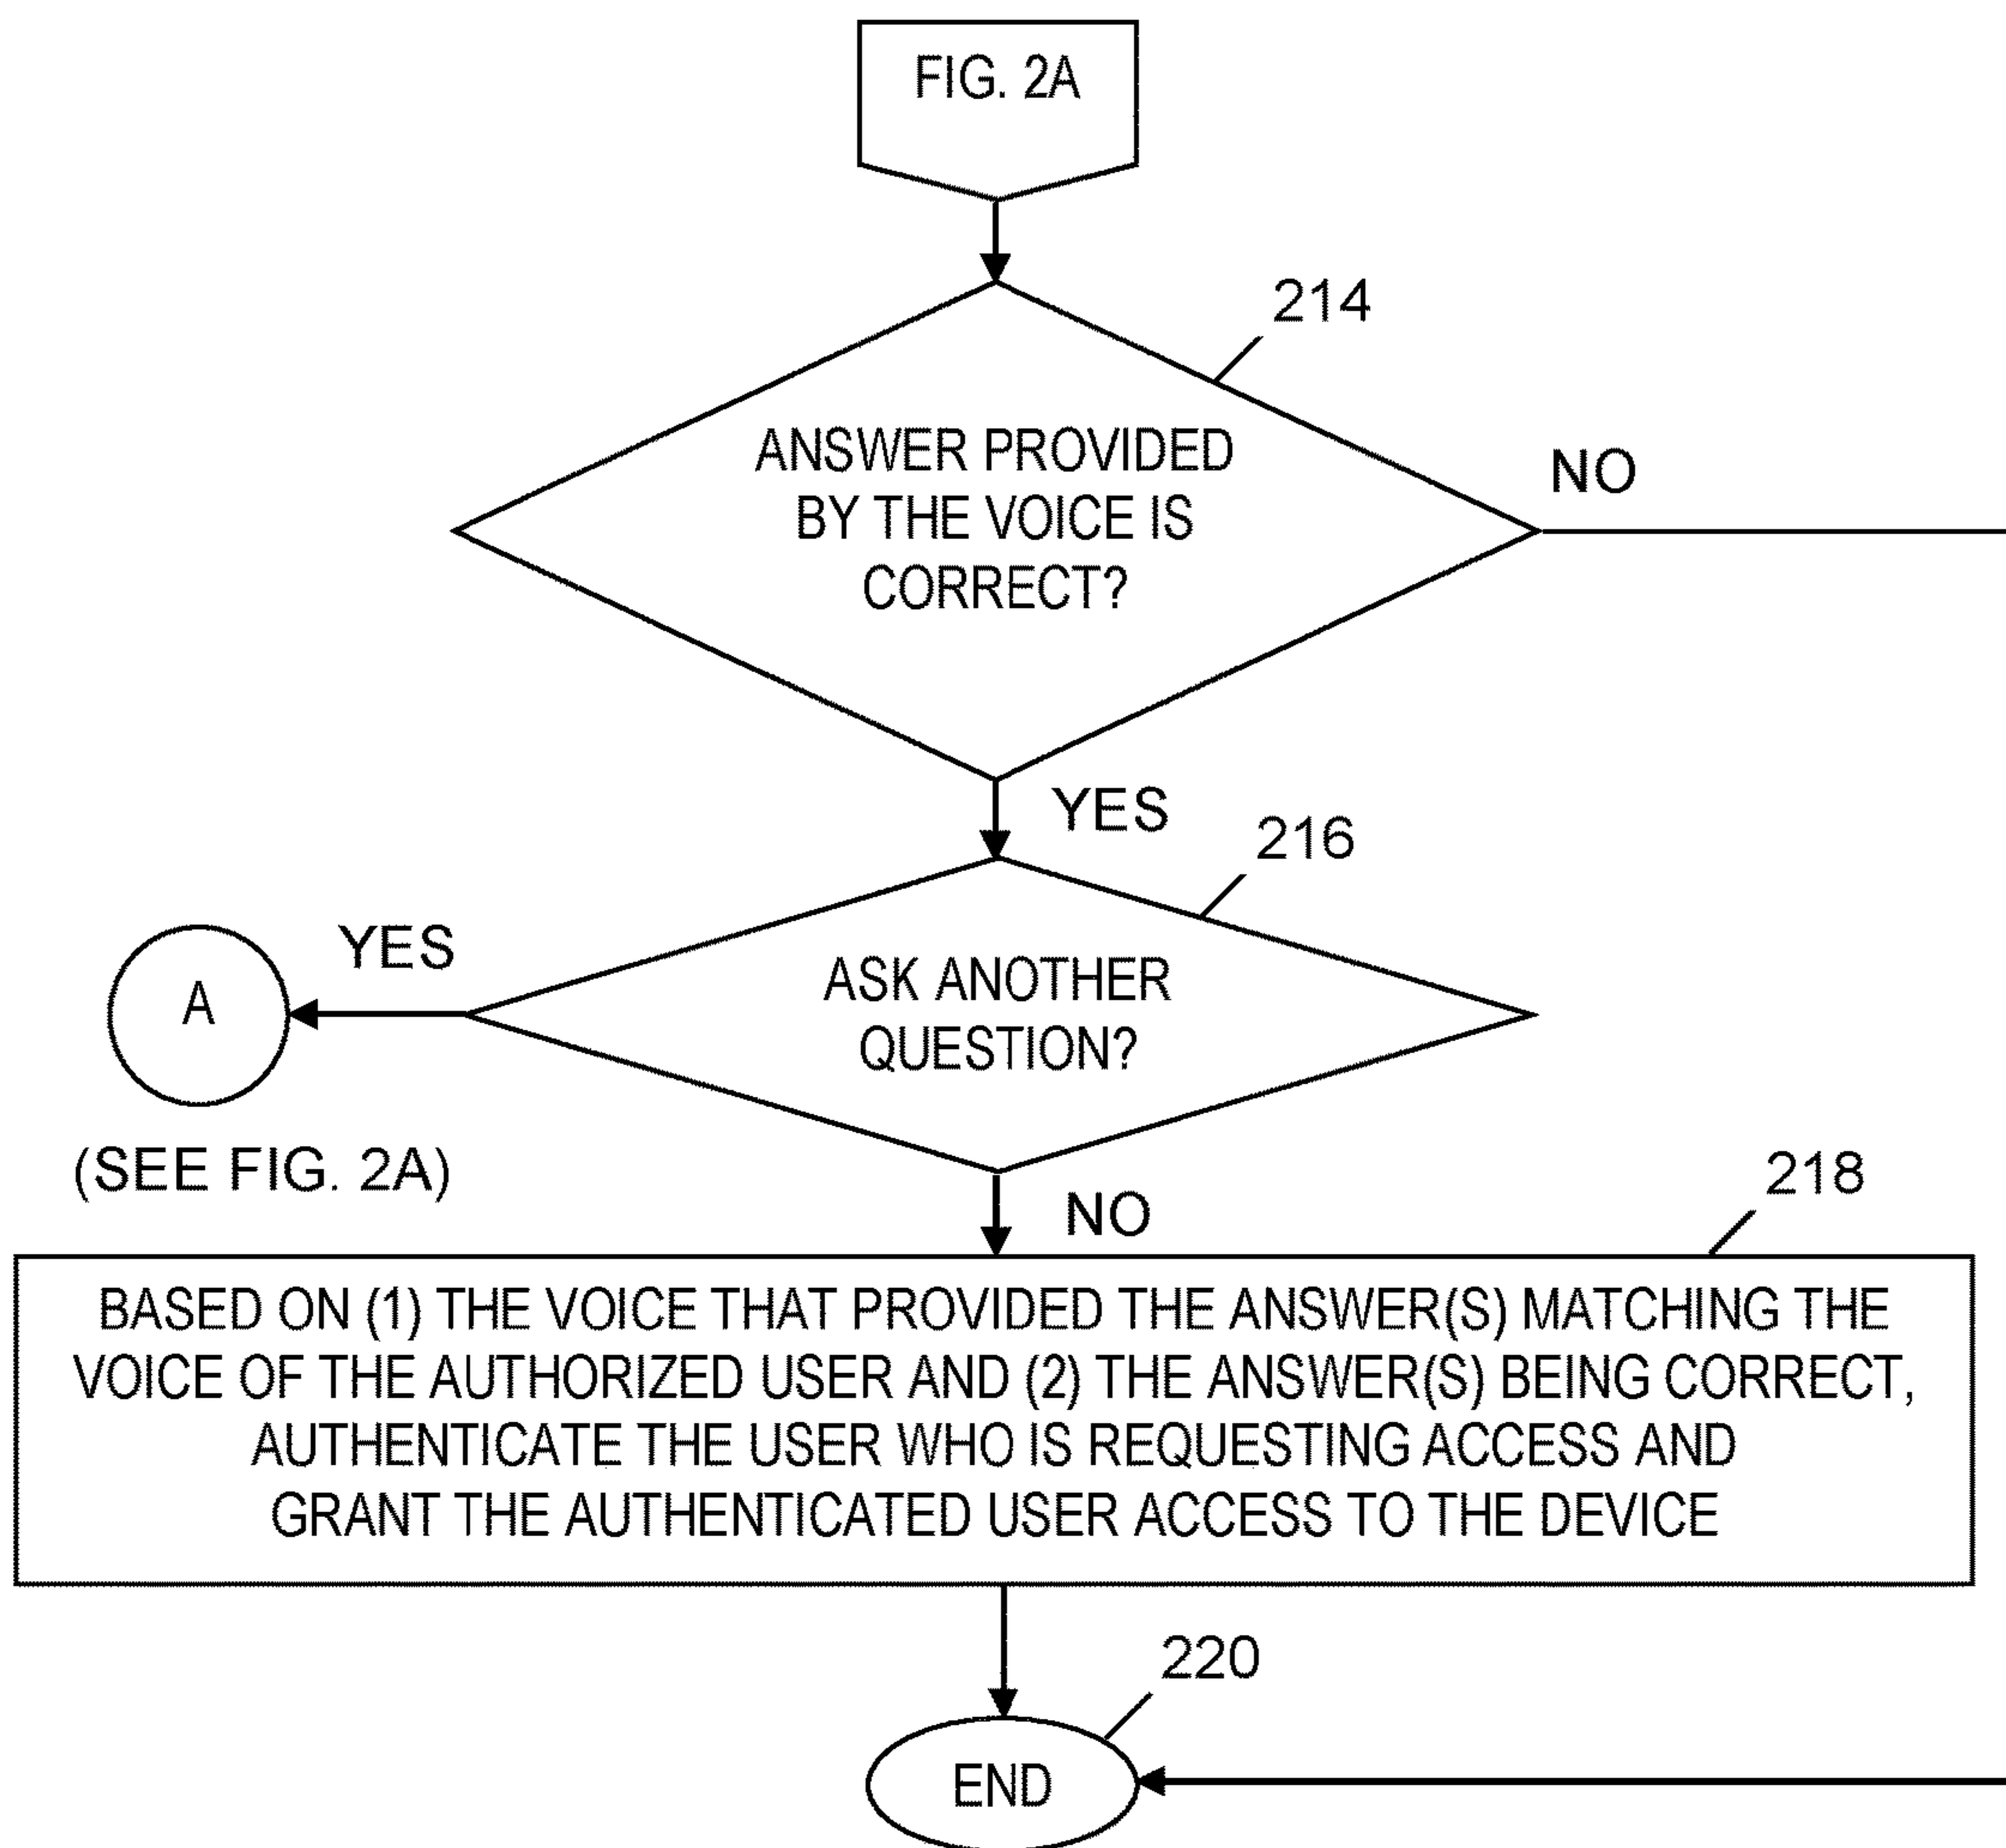 FIG. 2A
214
ANSWER PROVIDED
BY THE VOICE IS
CORRECT?
NO
YES
216
YES
A
ASK ANOTHER
QUESTION?
(SEE FIG. 2A)
NO
218
BASED ON (1) THE VOICE THAT PROVIDED THE ANSWER(S) MATCHING THE
VOICE OF THE AUTHORIZED USER AND (2) THE ANSWER(S) BEING CORRECT,
AUTHENTICATE THE USER WHO IS REQUESTING ACCESS AND
GRANT THE AUTHENTICATED USER ACCESS TO THE DEVICE
220
END